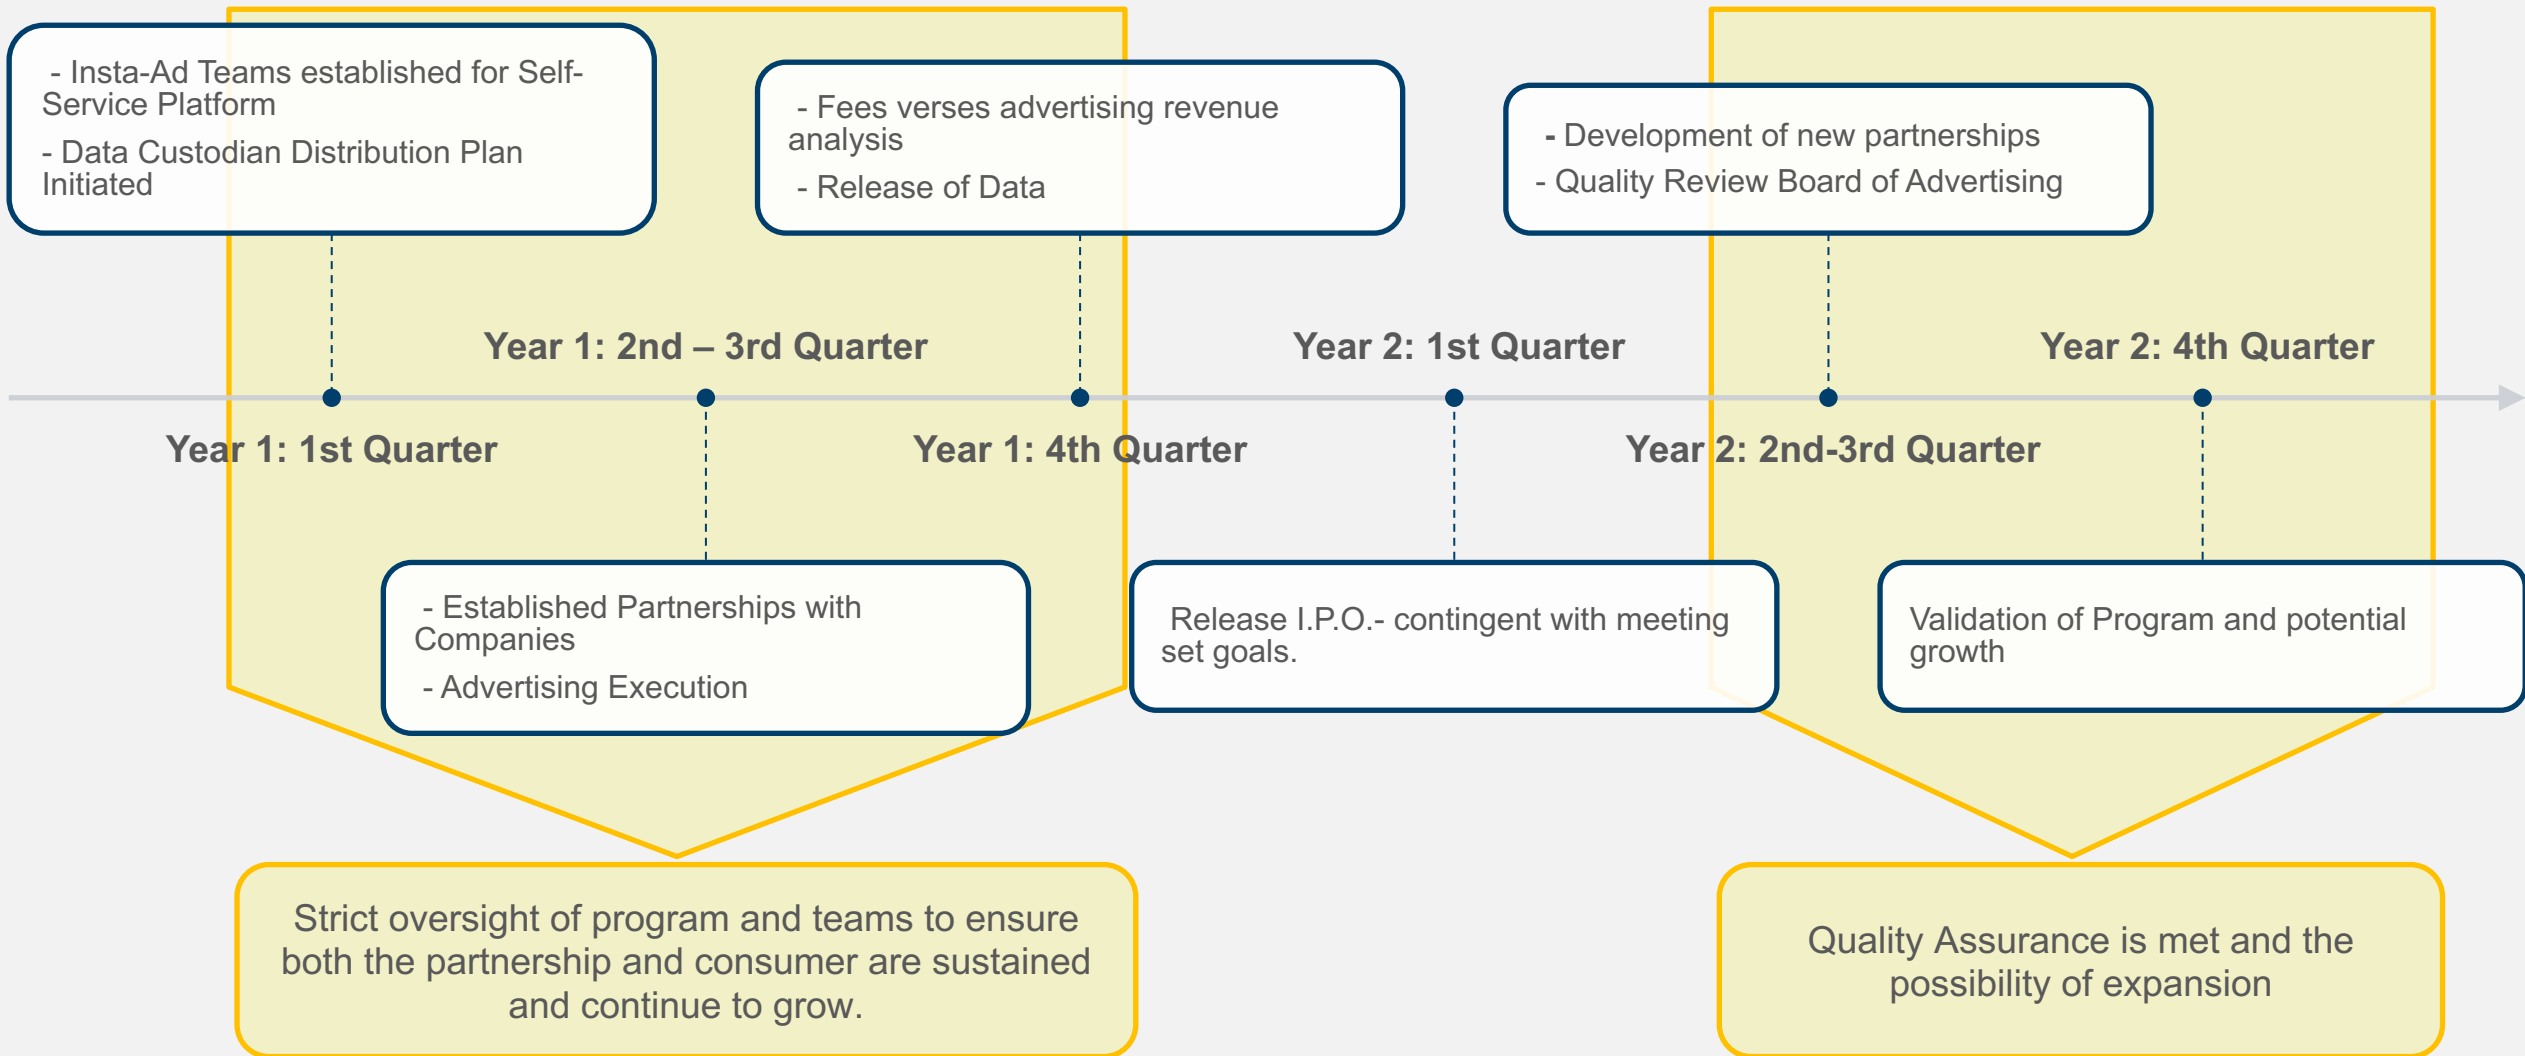 - Insta-Ad Teams established for Self-
Service Platform
- Data Custodian Distribution Plan
Initiated
- Fees verses advertising revenue
analysis
- Release of Data
- Development of new partnerships
- Quality Review Board of Advertising
Year 1: 2nd – 3rd Quarter
Year 2: 1st Quarter
Year 2: 4th Quarter
Year 1: 1st Quarter
Year 1: 4th Quarter
Year 2: 2nd-3rd Quarter
- Established Partnerships with
Companies
- Advertising Execution
Release I.P.O.- contingent with meeting
set goals.
Validation of Program and potential
growth
Strict oversight of program and teams to ensure
both the partnership and consumer are sustained
and continue to grow.
Quality Assurance is met and the
possibility of expansion